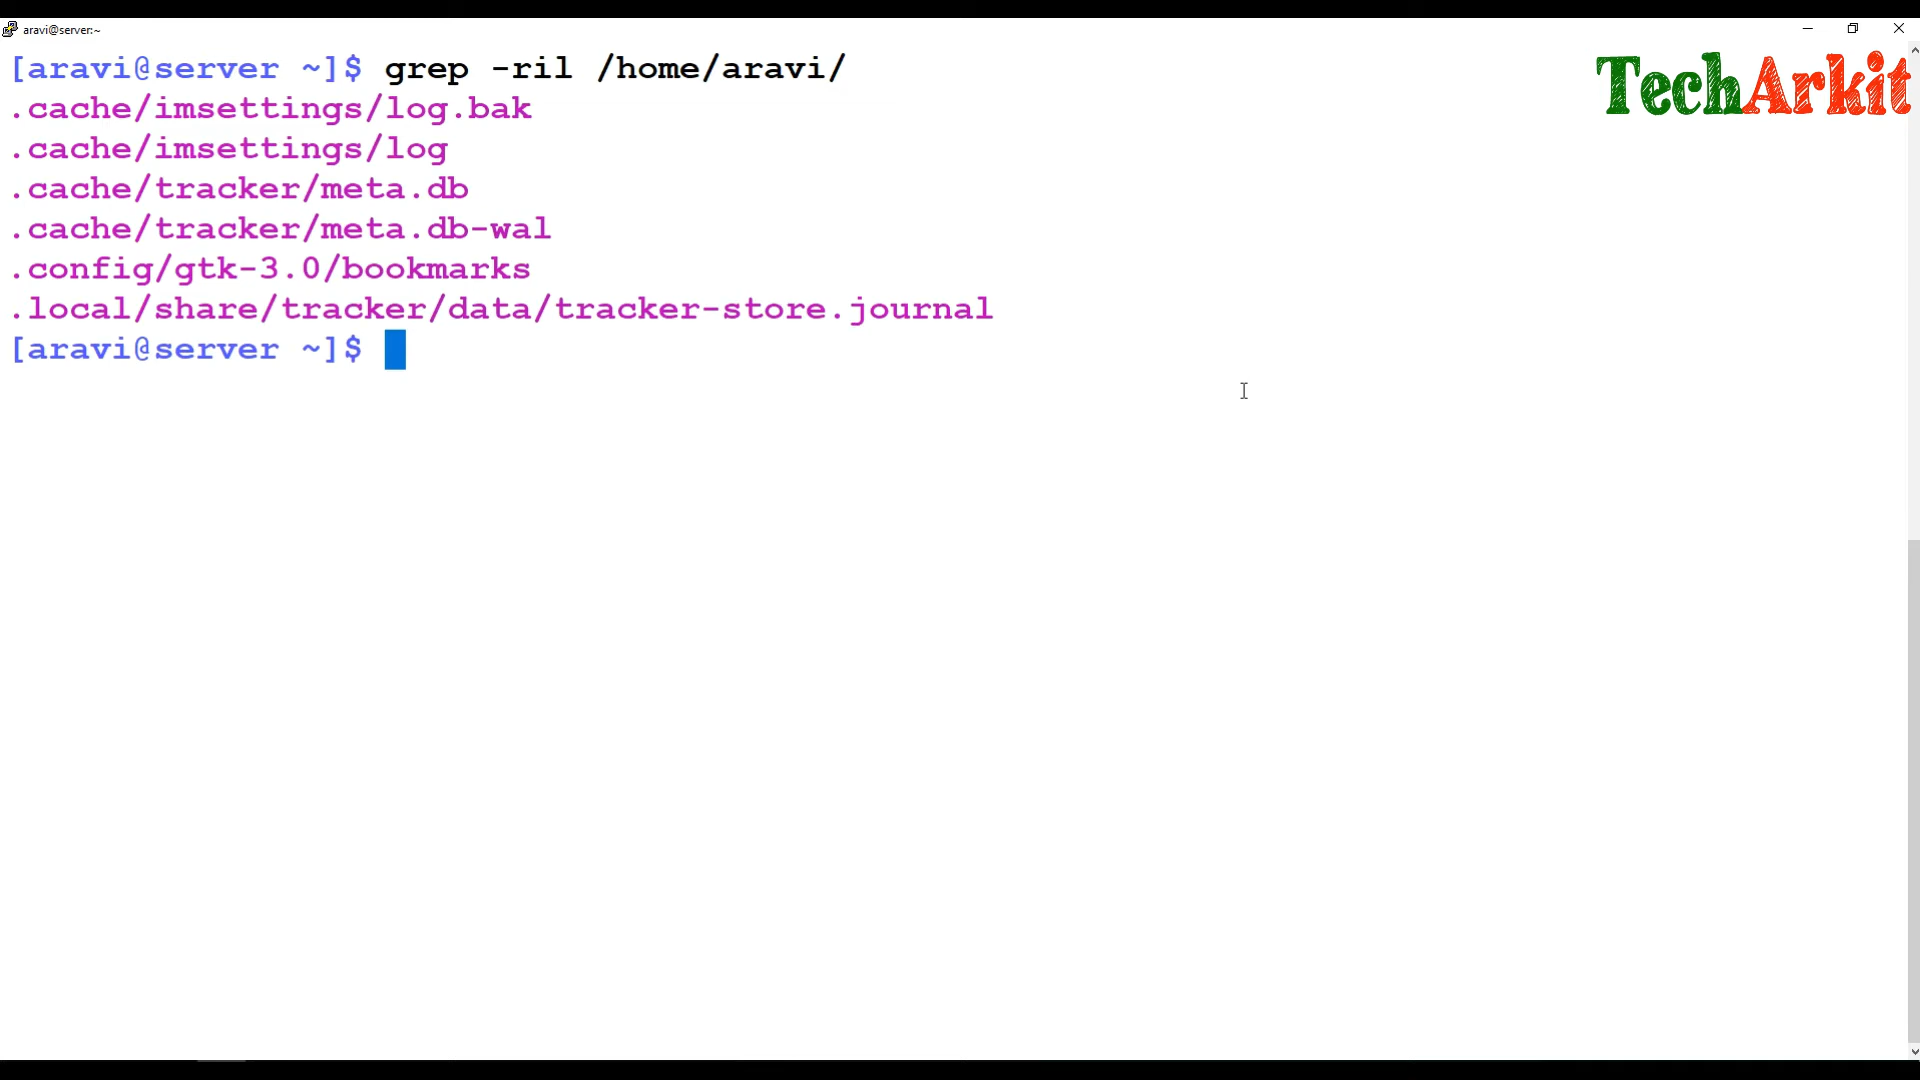 aravi@server:~
[aravi@server ~]$ grep -ril /home/aravi/
.cache/imsettings/log.bak
.cache/imsettings/log
.cache/tracker/meta.db
.cache/tracker/meta.db-wal
.config/gtk-3.0/bookmarks
.local/share/tracker/data/tracker-store.journal
[aravi@server ~]$
TechArkit